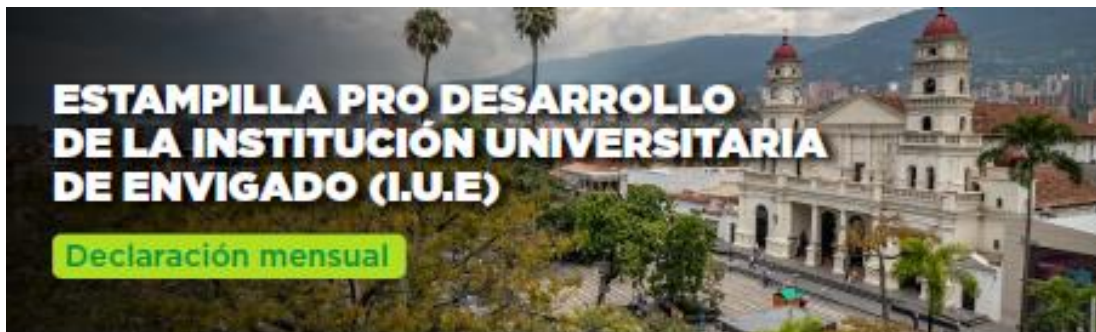 ESTAMPILLA PRO DESARROLLO
DE LA INSTITUCIÓN UNIVERSITARIA
DE ENVIGADO (I.U.E)
Declaración mensual